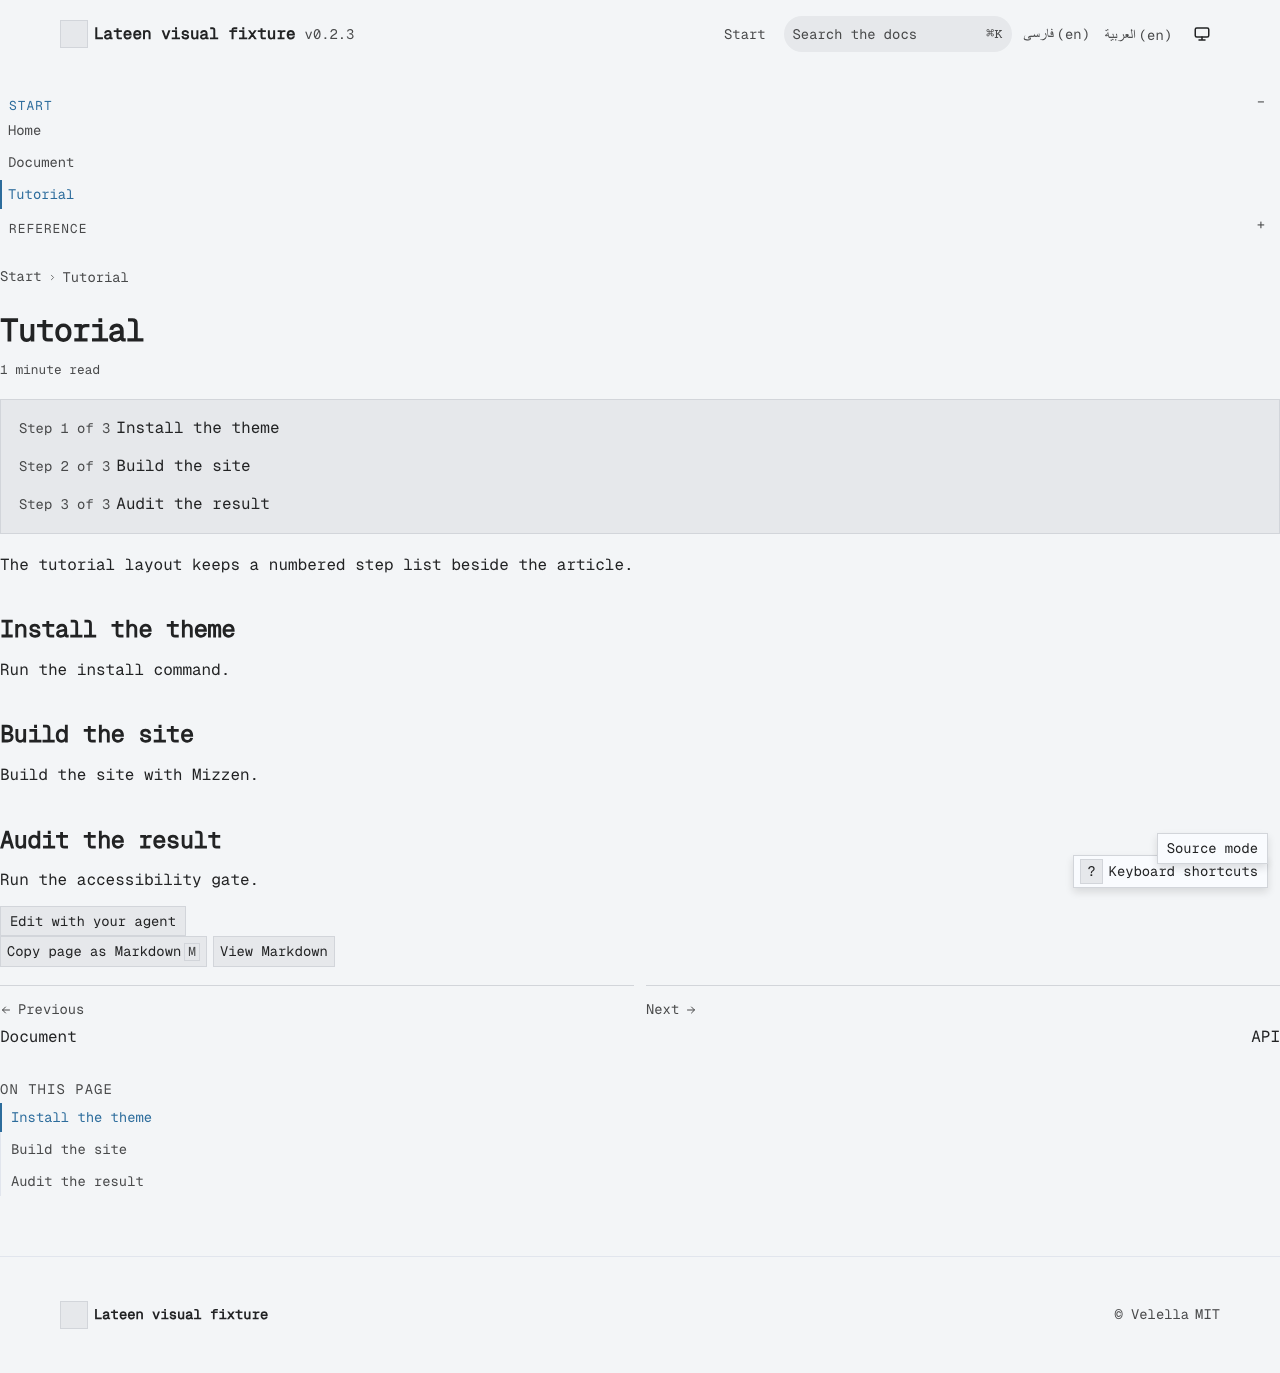 Lateen visual fixture v0.2.3
Start
Search the docs ⌘K
فارسی (en)
العربية (en)
START −
Home
Document
Tutorial
REFERENCE +
Start › Tutorial
Tutorial
1 minute read
Step 1 of 3 Install the theme
Step 2 of 3 Build the site
Step 3 of 3 Audit the result
The tutorial layout keeps a numbered step list beside the article.
Install the theme
Run the install command.
Build the site
Build the site with Mizzen.
Audit the result
Run the accessibility gate.
Source mode
? Keyboard shortcuts
Edit with your agent
Copy page as Markdown M
View Markdown
← Previous
Document
Next →
API
ON THIS PAGE
Install the theme
Build the site
Audit the result
Lateen visual fixture
© Velella MIT